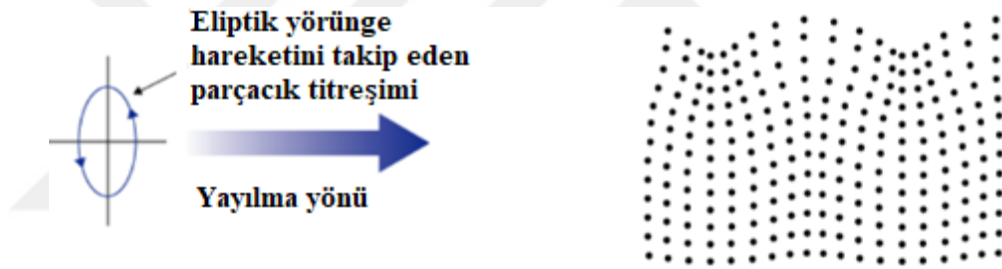 Eliptik yörünge
hareketini takip eden
parçacık titreşimi
Yayılma yönü